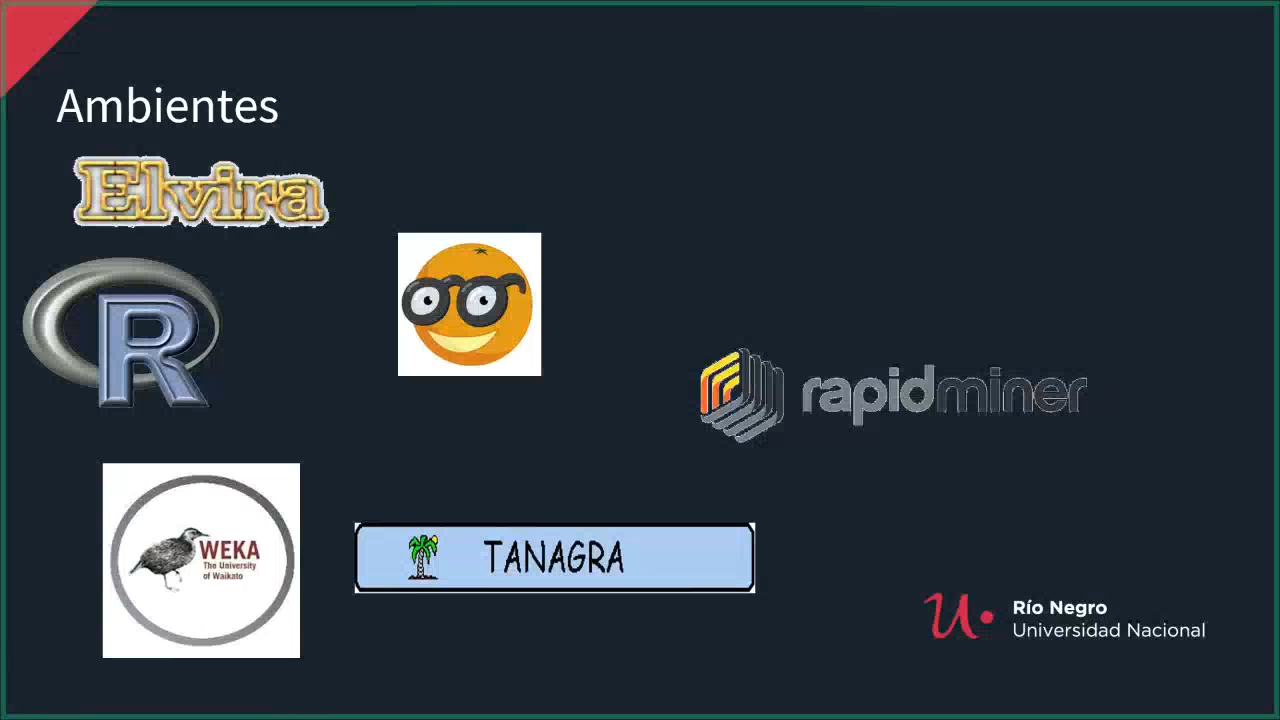 Ambientes
Elvira
R
rapidminer
WEKA
The University
of Waikato
TANAGRA
u.
Río Negro
Universidad Nacional